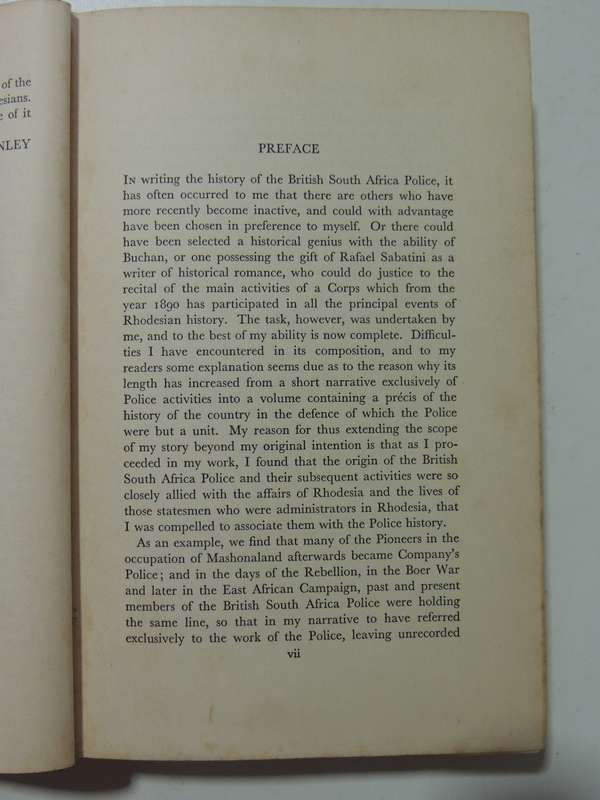 of the
esians.
e of it
NLEY
PREFACE
IN writing the history of the British South Africa Police, it
has often occurred to me that there are others who have
more recently become inactive, and could with advantage
have been chosen in preference to myself. Or there could
have been selected a historical genius with the ability of
Buchan, or one possessing the gift of Rafael Sabatini as a
writer of historical romance, who could do justice to the
recital of the main activities of a Corps which from the
year 1890 has participated in all the principal events of
Rhodesian history. The task, however, was undertaken by
me, and to the best of my ability is now complete. Difficul-
ties I have encountered in its composition, and to my
readers some explanation seems due as to the reason why its
length has increased from a short narrative exclusively of
Police activities into a volume containing a précis of the
history of the country in the defence of which the Police
were but a unit. My reason for thus extending the scope
of my story beyond my original intention is that as I pro-
ceeded in my work, I found that the origin of the British
South Africa Police and their subsequent activities were so
closely allied with the affairs of Rhodesia and the lives of
those statesmen who were administrators in Rhodesia, that
I was compelled to associate them with the Police history.
As an example, we find that many of the Pioneers in the
occupation of Mashonaland afterwards became Company's
Police; and in the days of the Rebellion, in the Boer War
and later in the East African Campaign, past and present
members of the British South Africa Police were holding
the same line, so that in my narrative to have referred
exclusively to the work of the Police, leaving unrecorded
vii